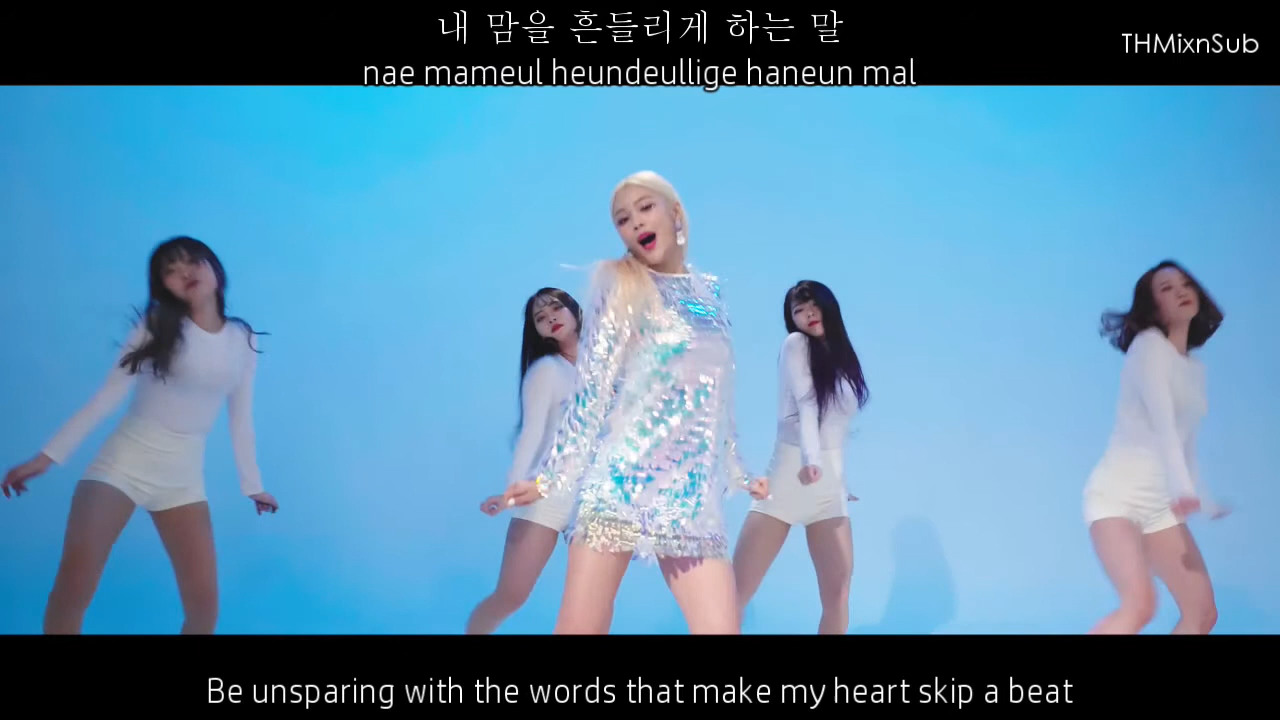 내 맘을 흔들리게 하는 말
THMixnSub
nae mameul heundeullige haneun mal
Be unsparing with the words that make my heart skip a beat